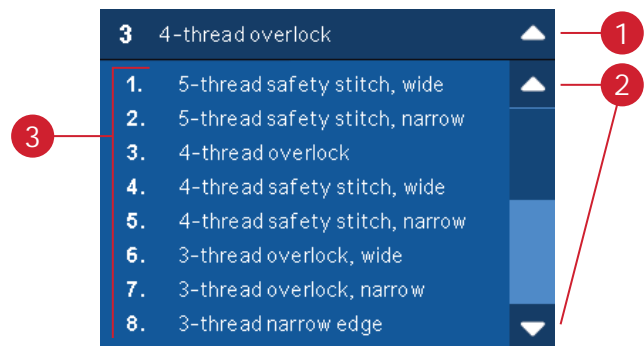 3 4-thread overlock
1
1. 5-thread safety stitch, wide
2
2. 5-thread safety stitch, narrow
3
3. 4-thread overlock
4. 4-thread safety stitch, wide
5. 4-thread safety stitch, narrow
6. 3-thread overlock, wide
7. 3-thread overlock, narrow
8. 3-thread narrow edge